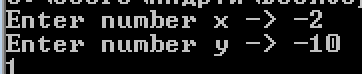 Enter number x -> -2
Enter number y -> -10
1